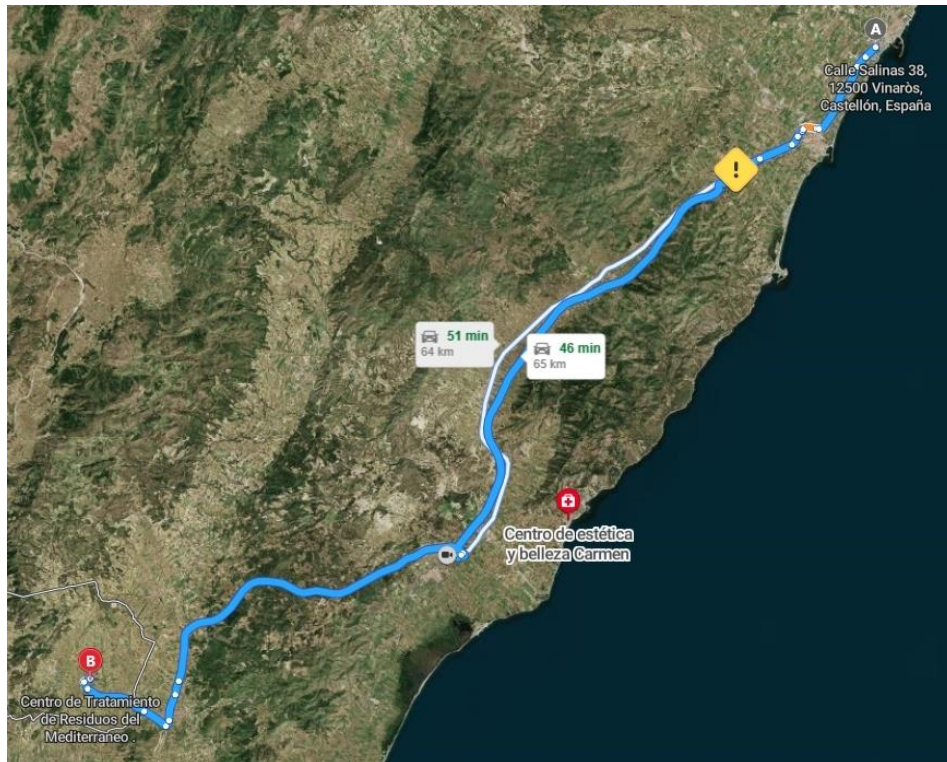 A
Calle Salinas 38,
12500 Vinaròs,
Castellón, España
!
51 min
64 km
46 min
65 km
Centro de estética
y belleza Carmen
B
Centro de Tratamiento
de Residuos del
Mediterraneo .